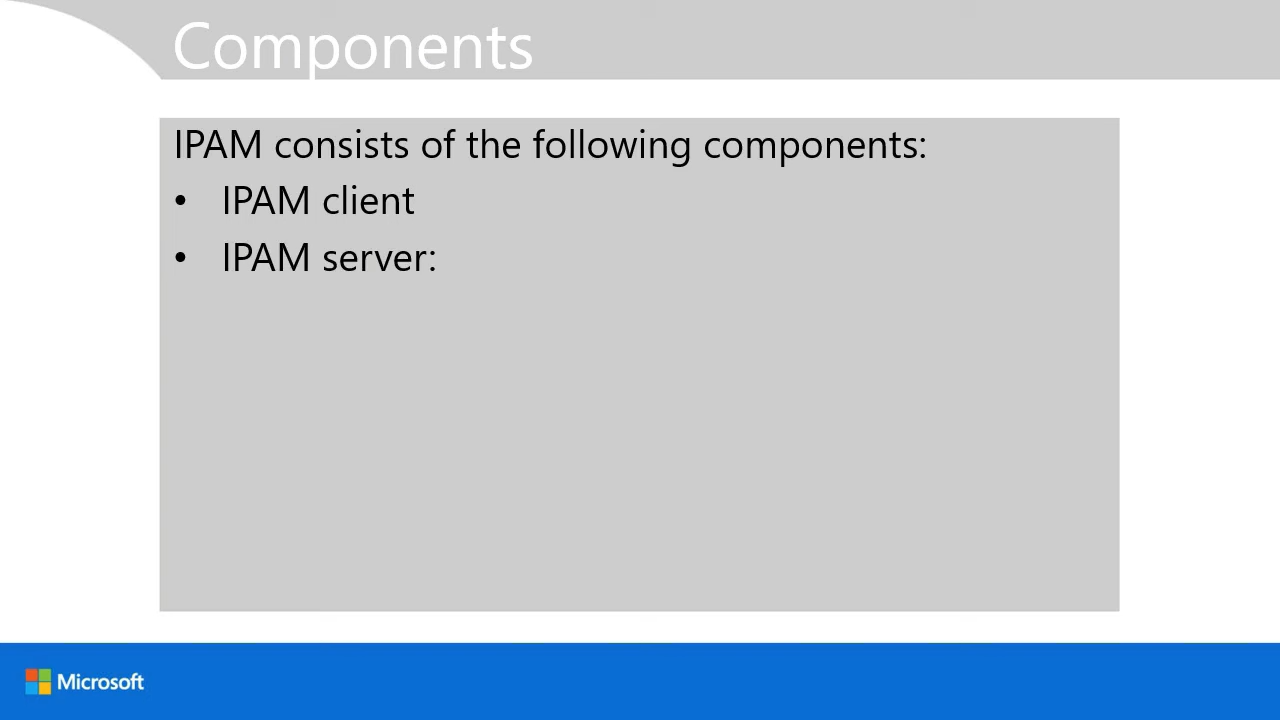 Components
IPAM consists of the following components:
• IPAM client
• IPAM server:
Microsoft